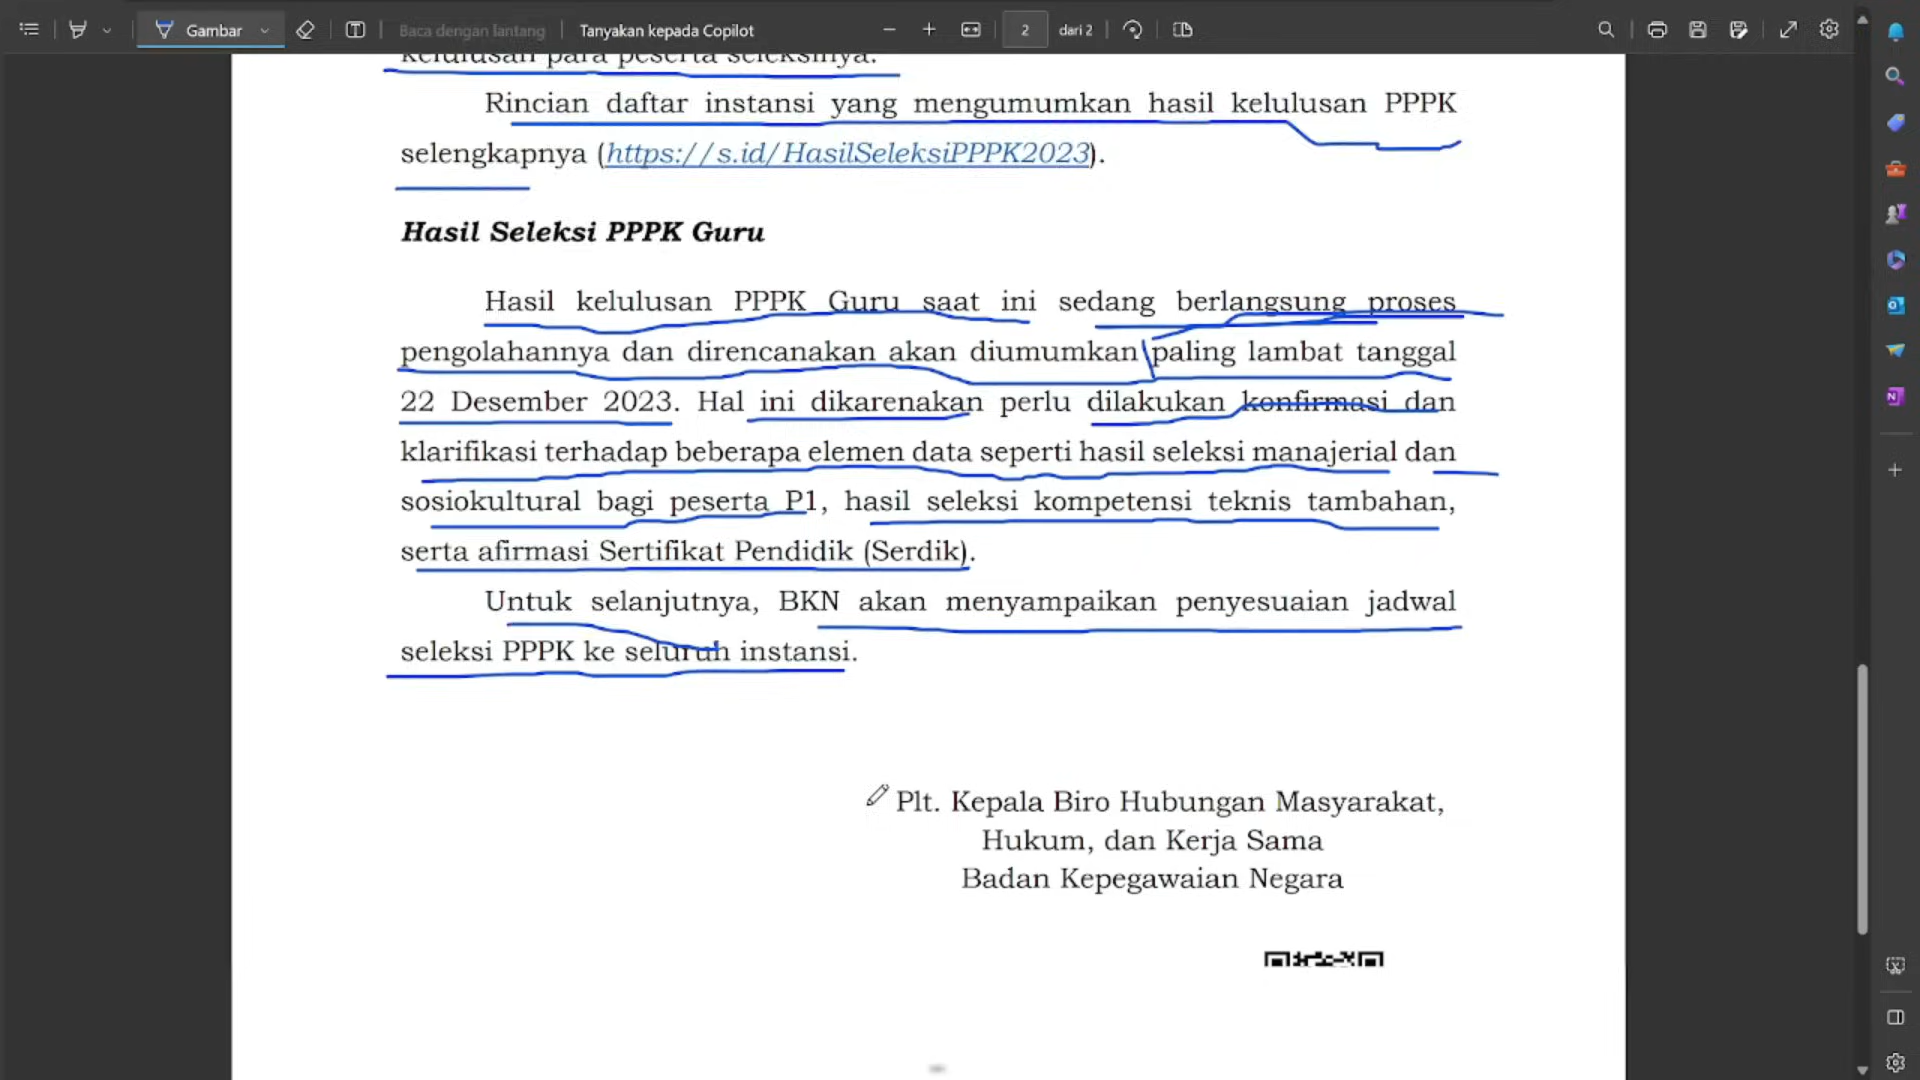 Gambar
Baca dengan lantang
Tanyakan kepada Copilot
2
dari 2
kelulusan para peserta seleksinya.
Rincian daftar instansi yang mengumumkan hasil kelulusan PPPK
selengkapnya (https://s.id/HasilSeleksiPPPK2023).
Hasil Seleksi PPPK Guru
Hasil kelulusan PPPK Guru saat ini sedang berlangsung proses
pengolahannya dan direncanakan akan diumumkan paling lambat tanggal
22 Desember 2023. Hal ini dikarenakan perlu dilakukan konfirmasi dan
klarifikasi terhadap beberapa elemen data seperti hasil seleksi manajerial dan
sosiokultural bagi peserta P1, hasil seleksi kompetensi teknis tambahan,
serta afirmasi Sertifikat Pendidik (Serdik).
Untuk selanjutnya, BKN akan menyampaikan penyesuaian jadwal
seleksi PPPK ke seluruh instansi.
Plt. Kepala Biro Hubungan Masyarakat,
Hukum, dan Kerja Sama
Badan Kepegawaian Negara